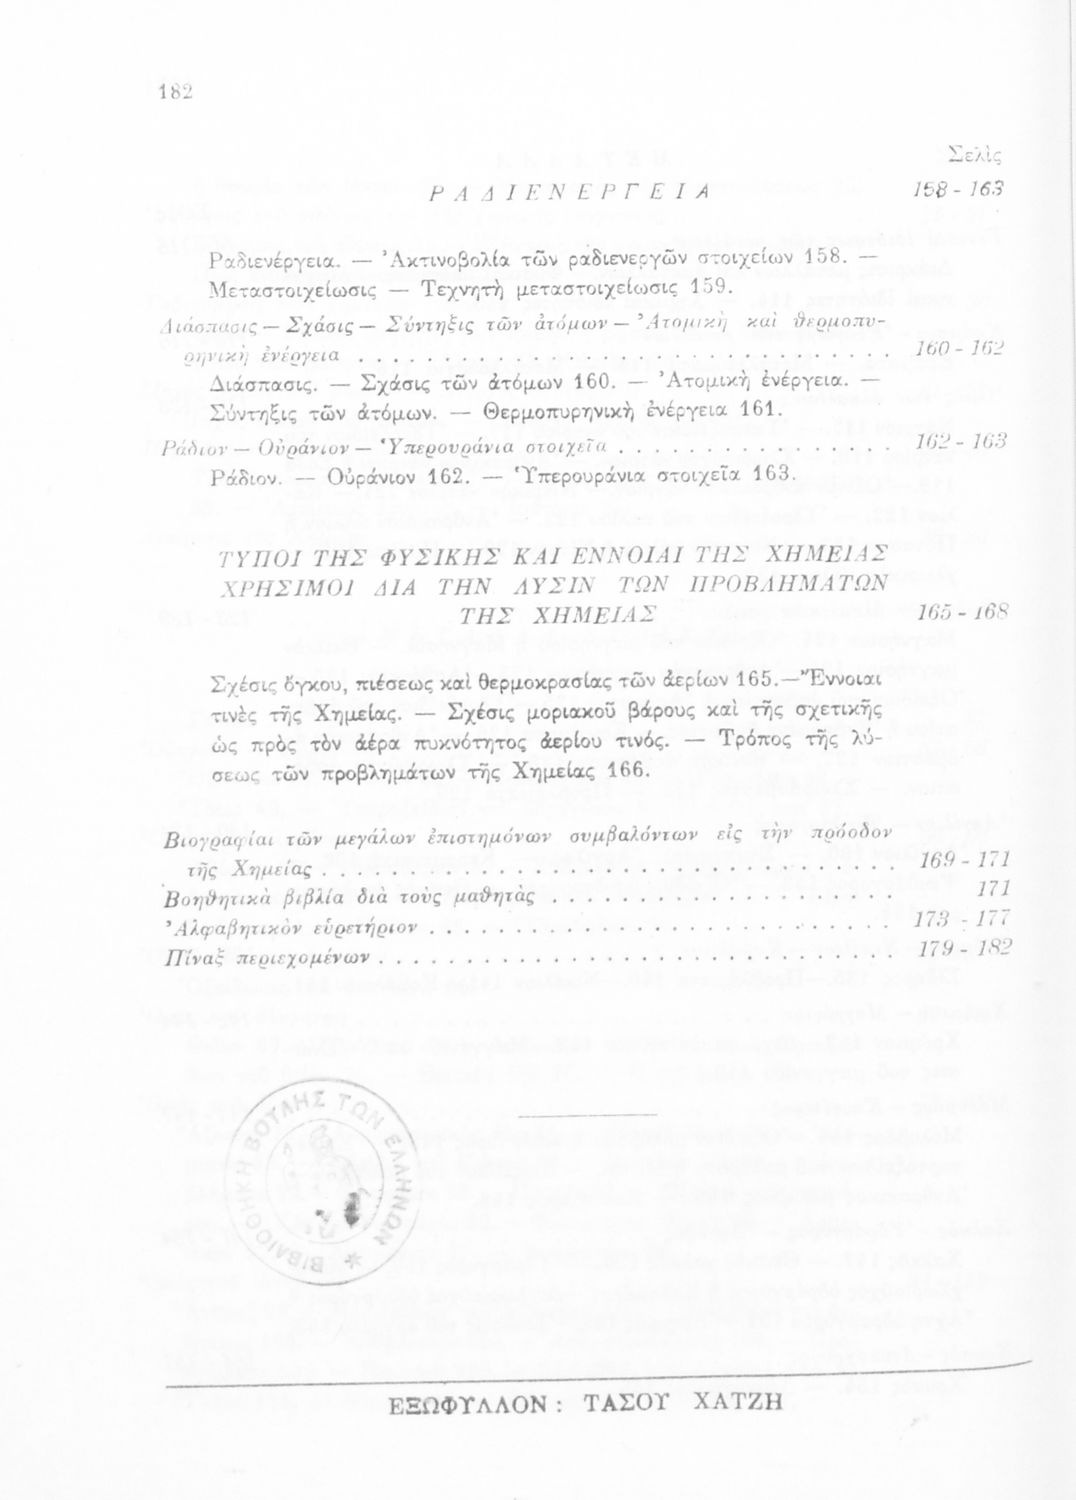 182
Σελὶς
ΡΑΔΙΕΝΕΡΓΕΙΑ 158 - 163
Ραδιενέργεια. — Ἀκτινοβολία τῶν ραδιενεργῶν στοιχείων 158. —
Μεταστοιχείωσις — Τεχνητὴ μεταστοιχείωσις 159.
Διάσπασις — Σχάσις — Σύντηξις τῶν ἀτόμων — Ἀτομικὴ καὶ θερμοπυ-
ρηνικὴ ἐνέργεια . . . . . . . . . . . . . . . . . . . . . . . . . . . . . . 160 - 162
Διάσπασις. — Σχάσις τῶν ἀτόμων 160. — Ἀτομικὴ ἐνέργεια. —
Σύντηξις τῶν ἀτόμων. — Θερμοπυρηνικὴ ἐνέργεια 161.
Ράδιον — Οὐράνιον — Ὑπερουράνια στοιχεῖα . . . . . . . . . . . . . . . . 162 - 163
Ράδιον. — Οὐράνιον 162. — Ὑπερουράνια στοιχεῖα 163.
ΤΥΠΟΙ ΤΗΣ ΦΥΣΙΚΗΣ ΚΑΙ ΕΝΝΟΙΑΙ ΤΗΣ ΧΗΜΕΙΑΣ
ΧΡΗΣΙΜΟΙ ΔΙΑ ΤΗΝ ΛΥΣΙΝ ΤΩΝ ΠΡΟΒΛΗΜΑΤΩΝ
ΤΗΣ ΧΗΜΕΙΑΣ 165 - 168
Σχέσις ὄγκου, πιέσεως καὶ θερμοκρασίας τῶν ἀερίων 165.—Ἔννοιαι
τινὲς τῆς Χημείας. — Σχέσις μοριακοῦ βάρους καὶ τῆς σχετικῆς
ὡς πρὸς τὸν ἀέρα πυκνότητος ἀερίου τινός. — Τρόπος τῆς λύ-
σεως τῶν προβλημάτων τῆς Χημείας 166.
Βιογραφίαι τῶν μεγάλων ἐπιστημόνων συμβαλόντων εἰς τὴν πρόοδον
τῆς Χημείας . . . . . . . . . . . . . . . . . . . . . . . . . . . . . . . . 169 - 171
Βοηθητικὰ βιβλία διὰ τοὺς μαθητὰς . . . . . . . . . . . . . . . . . . . . 171
Ἀλφαβητικὸν εὑρετήριον . . . . . . . . . . . . . . . . . . . . . . . . . . 173 - 177
Πίναξ περιεχομένων . . . . . . . . . . . . . . . . . . . . . . . . . . . . 179 - 182
ΒΙΒΛΙΟΘΗΚΗ ΒΟΥΛΗΣ ΤΩΝ ΕΛΛΗΝΩΝ
ΕΞΩΦΥΛΛΟΝ : ΤΑΣΟΥ ΧΑΤΖΗ